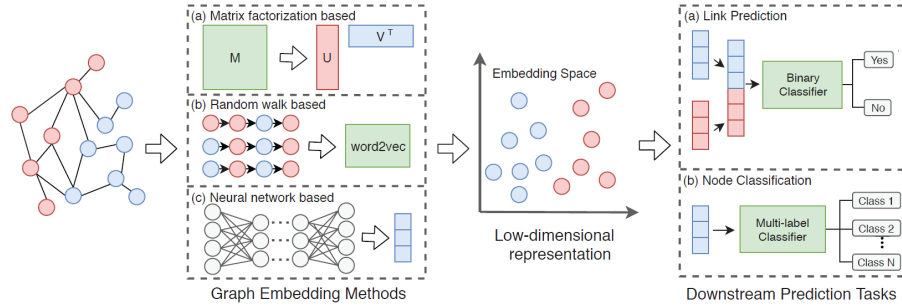 (a) Matrix factorization based
M
U
V T
(b) Random walk based
word2vec
(c) Neural network based
Graph Embedding Methods
Embedding Space
Low-dimensional
representation
(a) Link Prediction
Binary
Classifier
Yes
No
(b) Node Classification
Multi-label
Classifier
Class 1
Class 2
Class N
Downstream Prediction Tasks